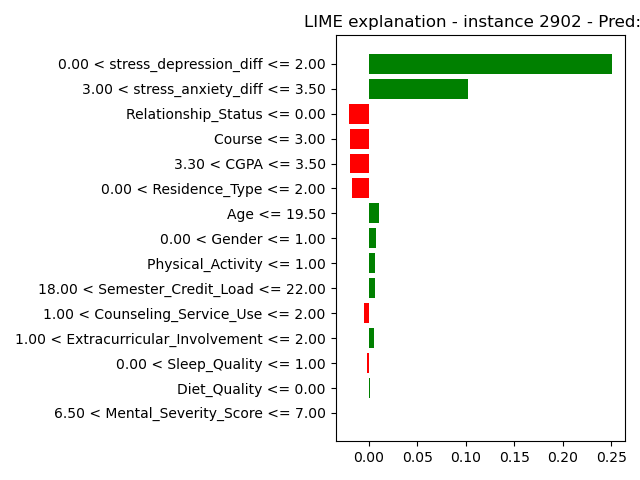 LIME explanation - instance 2902 - Pred:
0.00 < stress_depression_diff <= 2.00
3.00 < stress_anxiety_diff <= 3.50
Relationship_Status <= 0.00
Course <= 3.00
3.30 < CGPA <= 3.50
0.00 < Residence_Type <= 2.00
Age <= 19.50
0.00 < Gender <= 1.00
Physical_Activity <= 1.00
18.00 < Semester_Credit_Load <= 22.00
1.00 < Counseling_Service_Use <= 2.00
1.00 < Extracurricular_Involvement <= 2.00
0.00 < Sleep_Quality <= 1.00
Diet_Quality <= 0.00
6.50 < Mental_Severity_Score <= 7.00
0.00 0.05 0.10 0.15 0.20 0.25